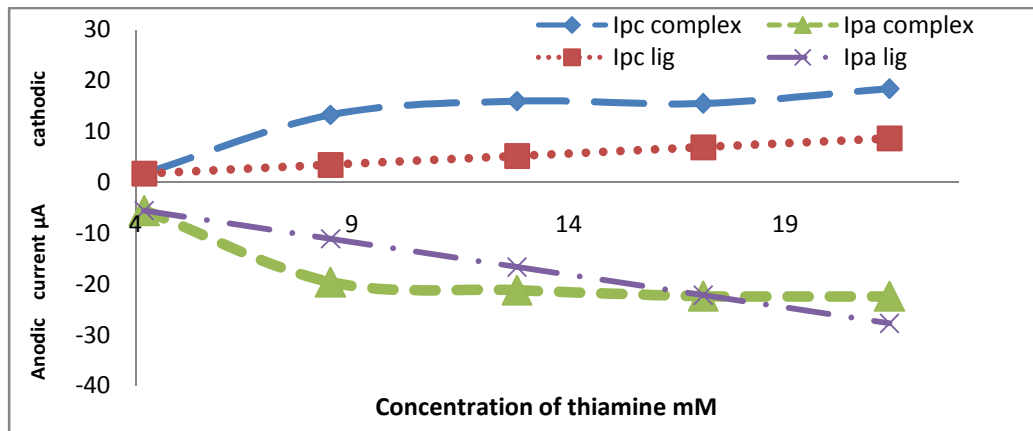 Ipc complex Ipa complex
Ipc lig Ipa lig
30
20
10
0
-10
-20
-30
-40
cathodic
Anodic current µA
4 9 14 19
Concentration of thiamine mM